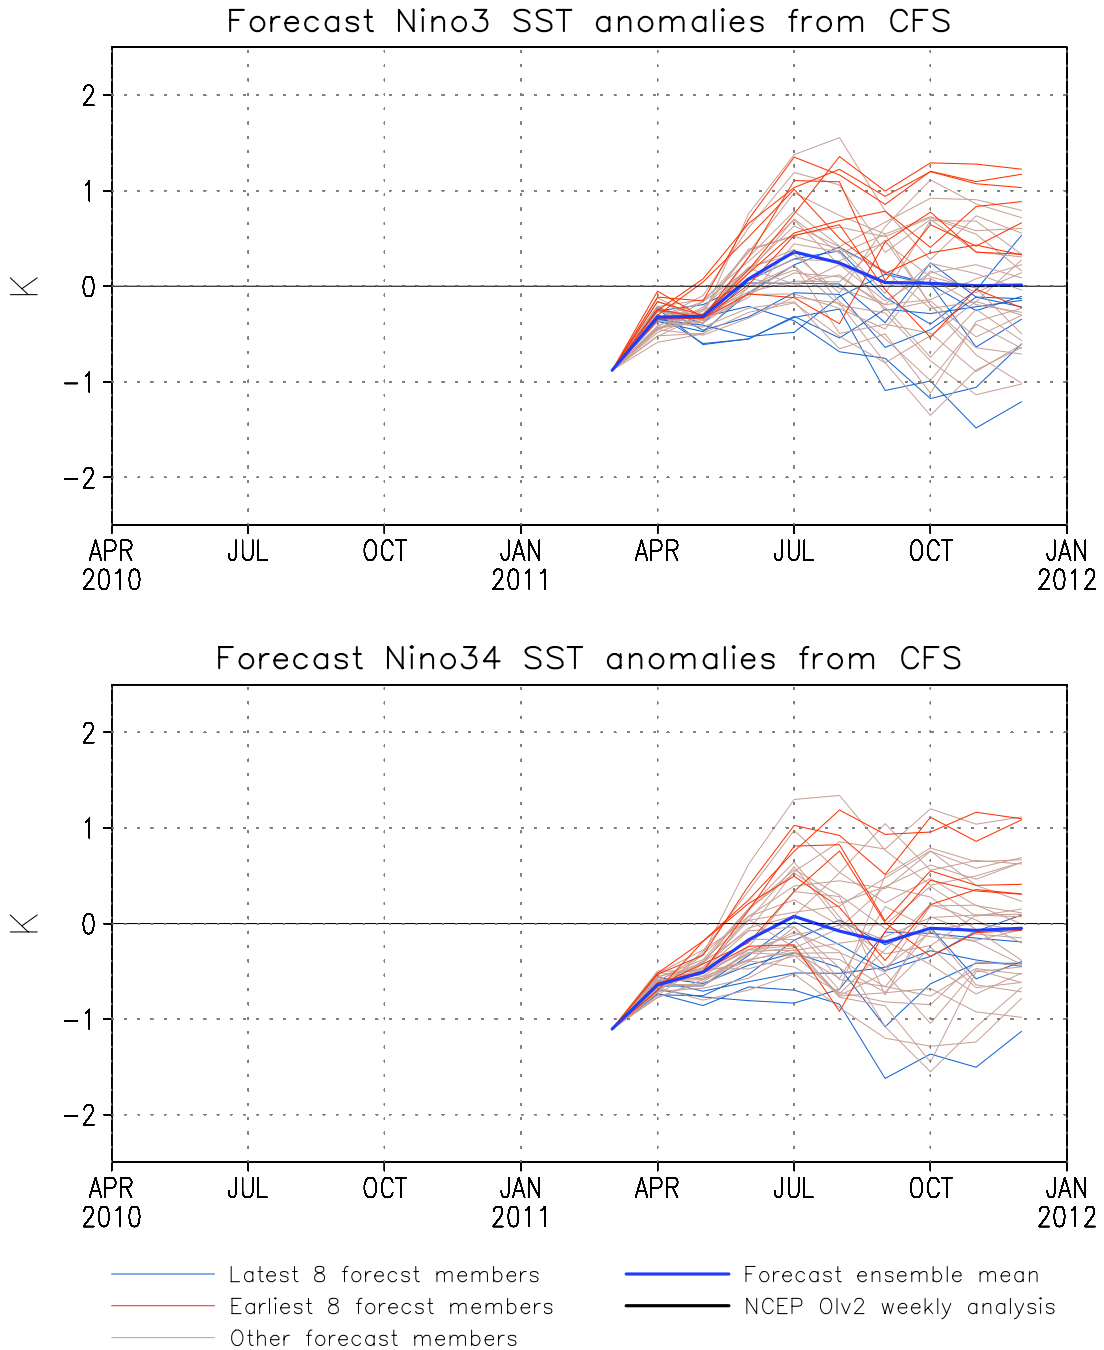 Forecast Nino3 SST anomalies from CFS
K
2
1
0
−1
−2
APR JUL OCT JAN APR JUL OCT JAN
2010 2011 2012
Forecast Nino34 SST anomalies from CFS
K
2
1
0
−1
−2
APR JUL OCT JAN APR JUL OCT JAN
2010 2011 2012
Latest 8 forecst members
Earliest 8 forecst members
Other forecast members
Forecast ensemble mean
NCEP OIv2 weekly analysis